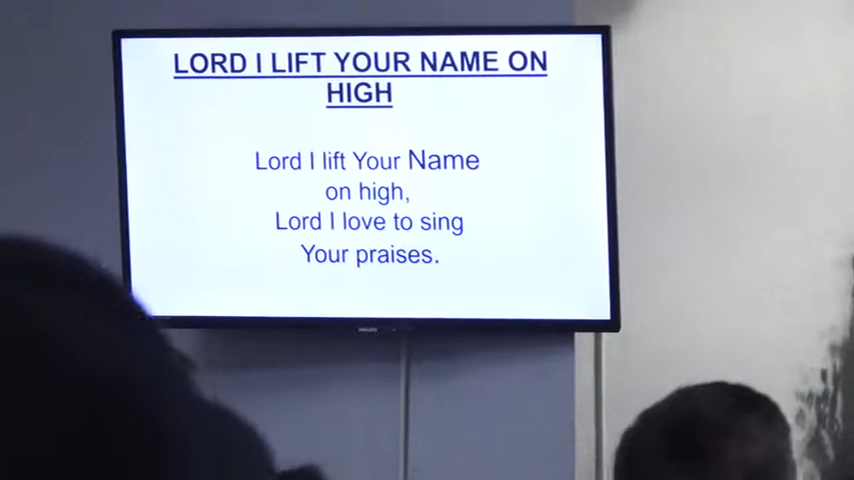 LORD I LIFT YOUR NAME ON
HIGH
Lord I lift Your Name
on high,
Lord I love to sing
Your praises.